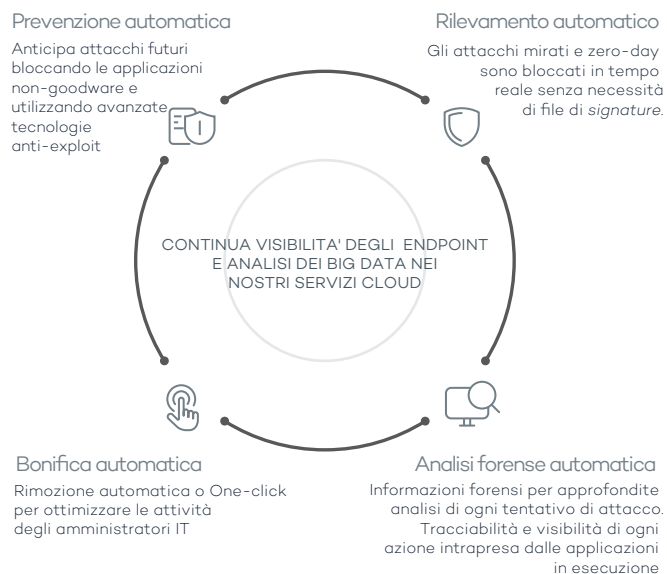 Prevenzione automatica
Anticipa attacchi futuri
bloccando le applicazioni
non-goodware e
utilizzando avanzate
tecnologie
anti-exploit
Rilevamento automatico
Gli attacchi mirati e zero-day
sono bloccati in tempo
reale senza necessità
di file di signature.
CONTINUA VISIBILITA' DEGLI ENDPOINT
E ANALISI DEI BIG DATA NEI
NOSTRI SERVIZI CLOUD
Bonifica automatica
Rimozione automatica o One-click
per ottimizzare le attività
degli amministratori IT
Analisi forense automatica
Informazioni forensi per approfondite
analisi di ogni tentativo di attacco.
Tracciabilità e visibilità di ogni
azione intrapresa dalle applicazioni
in esecuzione